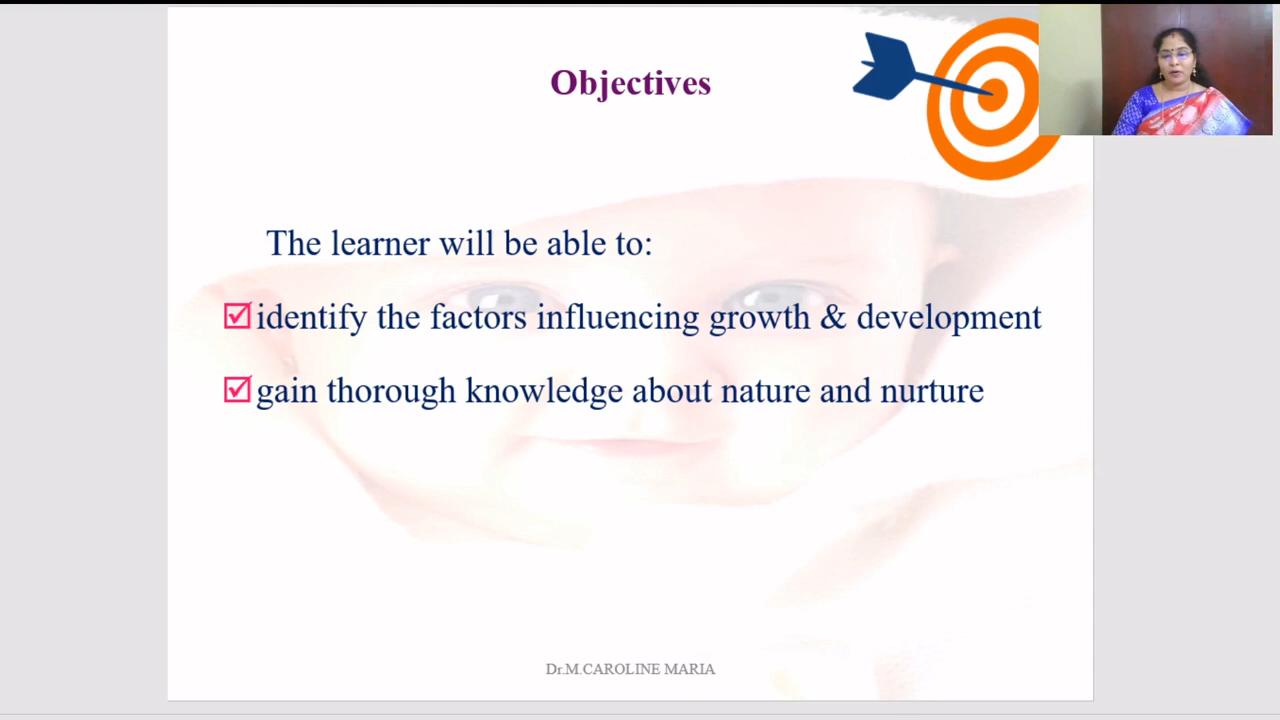 Objectives
The learner will be able to:
identify the factors influencing growth & development
gain thorough knowledge about nature and nurture
Dr.M.CAROLINE MARIA